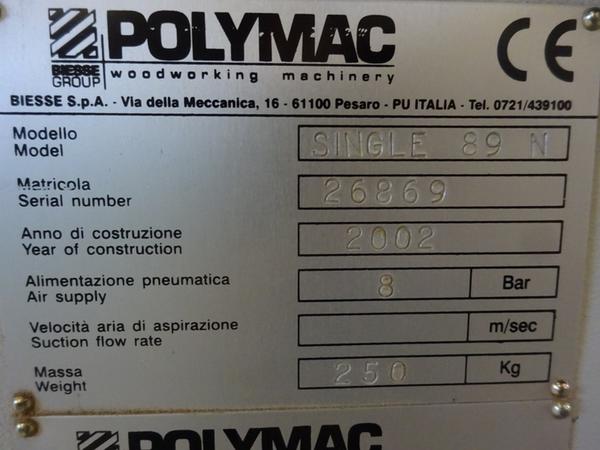 POLYMAC
BIESSE
GROUP
woodworking machinery
CE
BIESSE S.p.A. - Via della Meccanica, 16 - 61100 Pesaro - PU ITALIA - Tel. 0721/439100
Modello
Model
SINGLE 89 N
Matricola
Serial number
26869
Anno di costruzione
Year of construction
2002
Alimentazione pneumatica
Air supply
8 Bar
Velocità aria di aspirazione
Suction flow rate
m/sec
Massa
Weight
250 Kg
POLYMAC